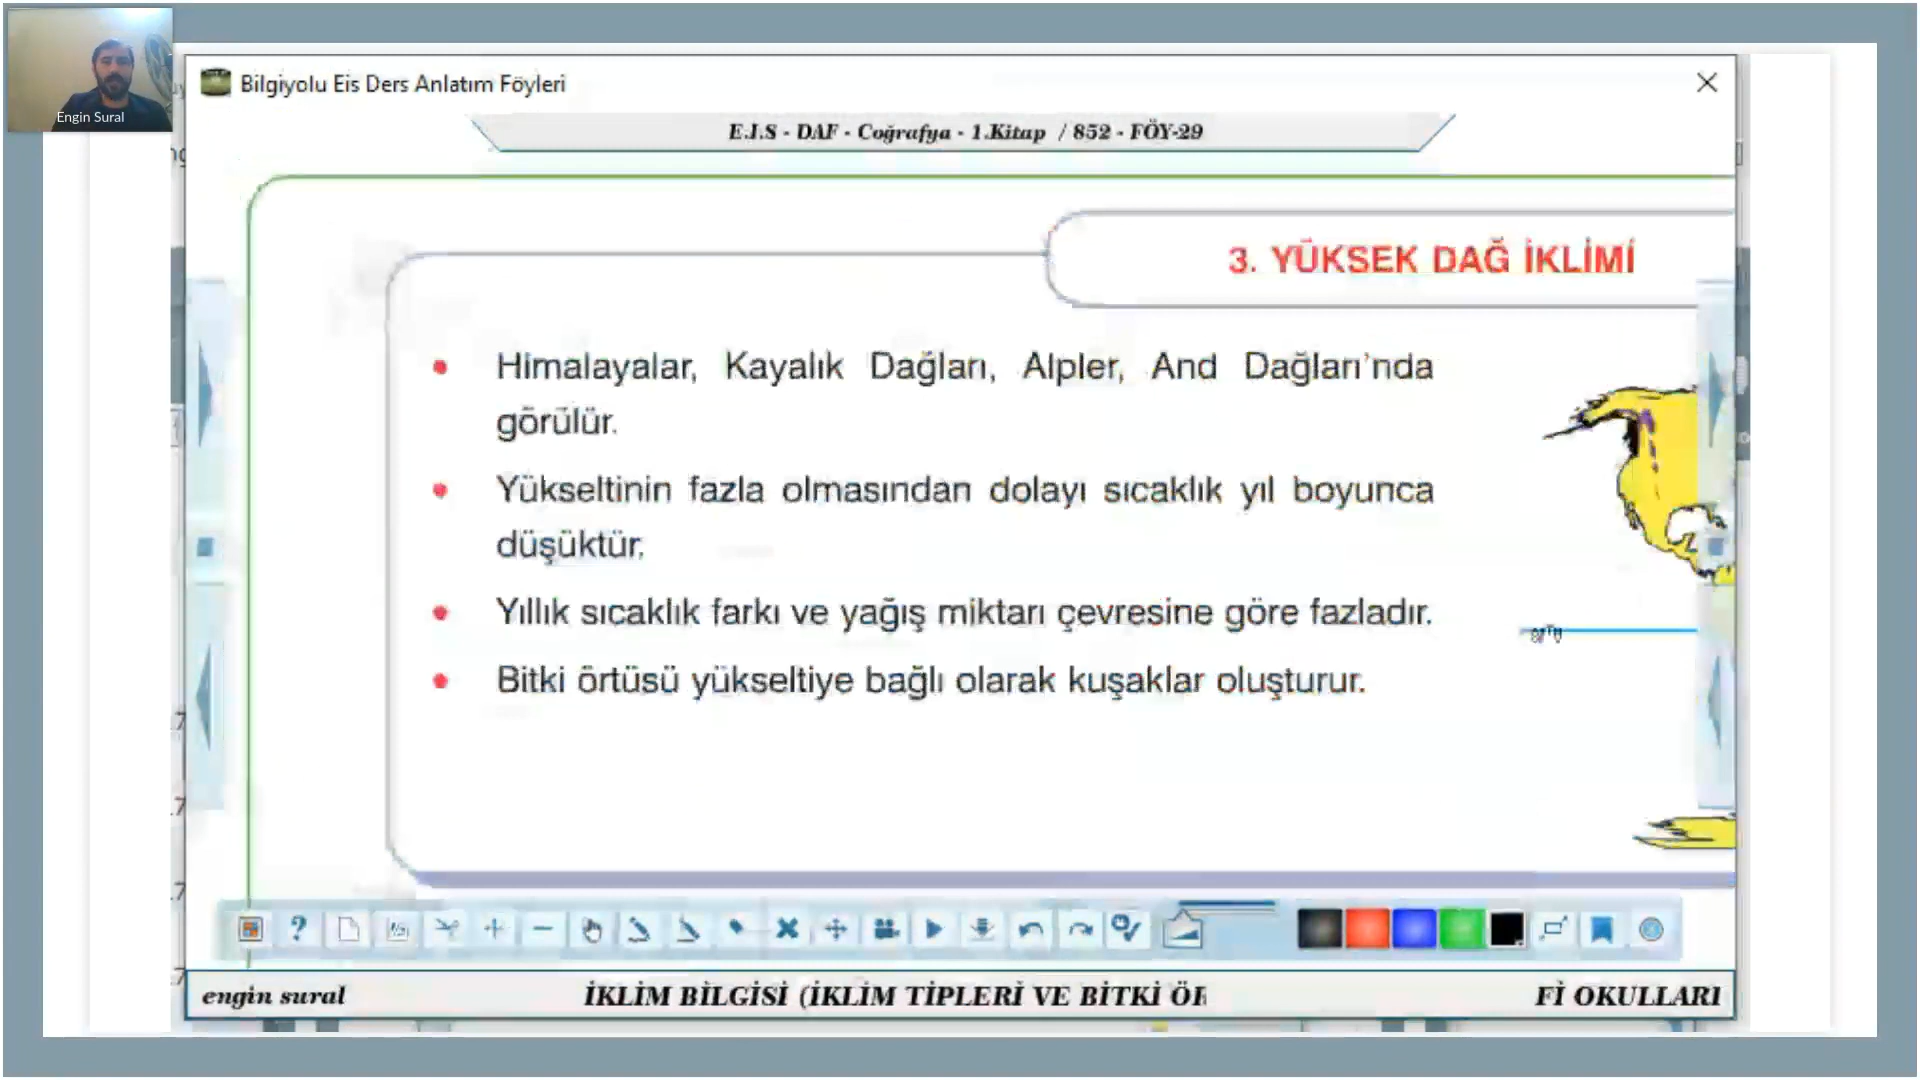 Engin Sural
Bilgiyolu Eis Ders Anlatım Föyleri
E.I.S - DAF - Coğrafya - 1.Kitap / 852 - FÖY-29
3. YÜKSEK DAĞ İKLİMİ
• Himalayalar, Kayalık Dağları, Alpler, And Dağları'nda
görülür.
• Yükseltinin fazla olmasından dolayı sıcaklık yıl boyunca
düşüktür.
• Yıllık sıcaklık farkı ve yağış miktarı çevresine göre fazladır.
• Bitki örtüsü yükseltiye bağlı olarak kuşaklar oluşturur.
engin sural
İKLİM BİLGİSİ (İKLİM TİPLERİ VE BİTKİ
Fİ OKULLARI